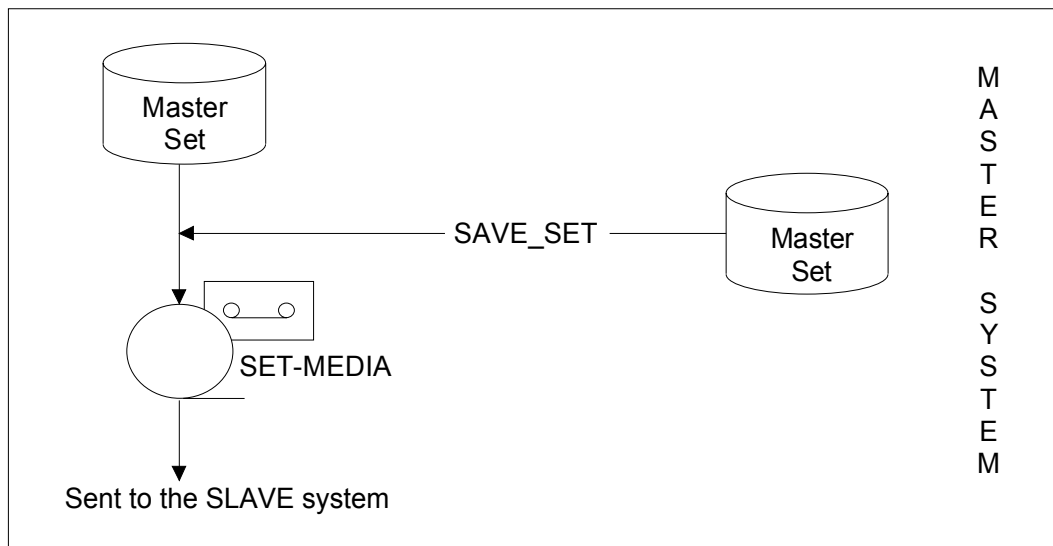 Master
Set
SAVE_SET
Master
Set
SET-MEDIA
Sent to the SLAVE system
M
A
S
T
E
R
S
Y
S
T
E
M